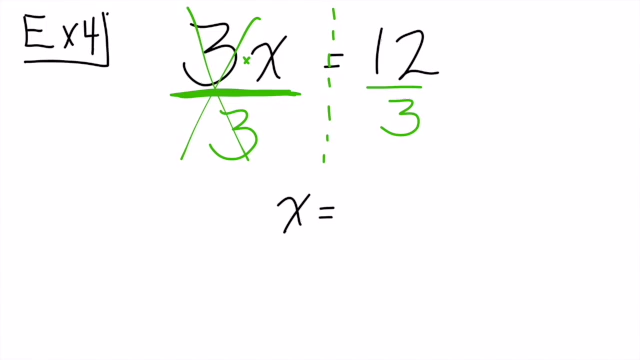 Ex4
3·x = 12
3 3
x =